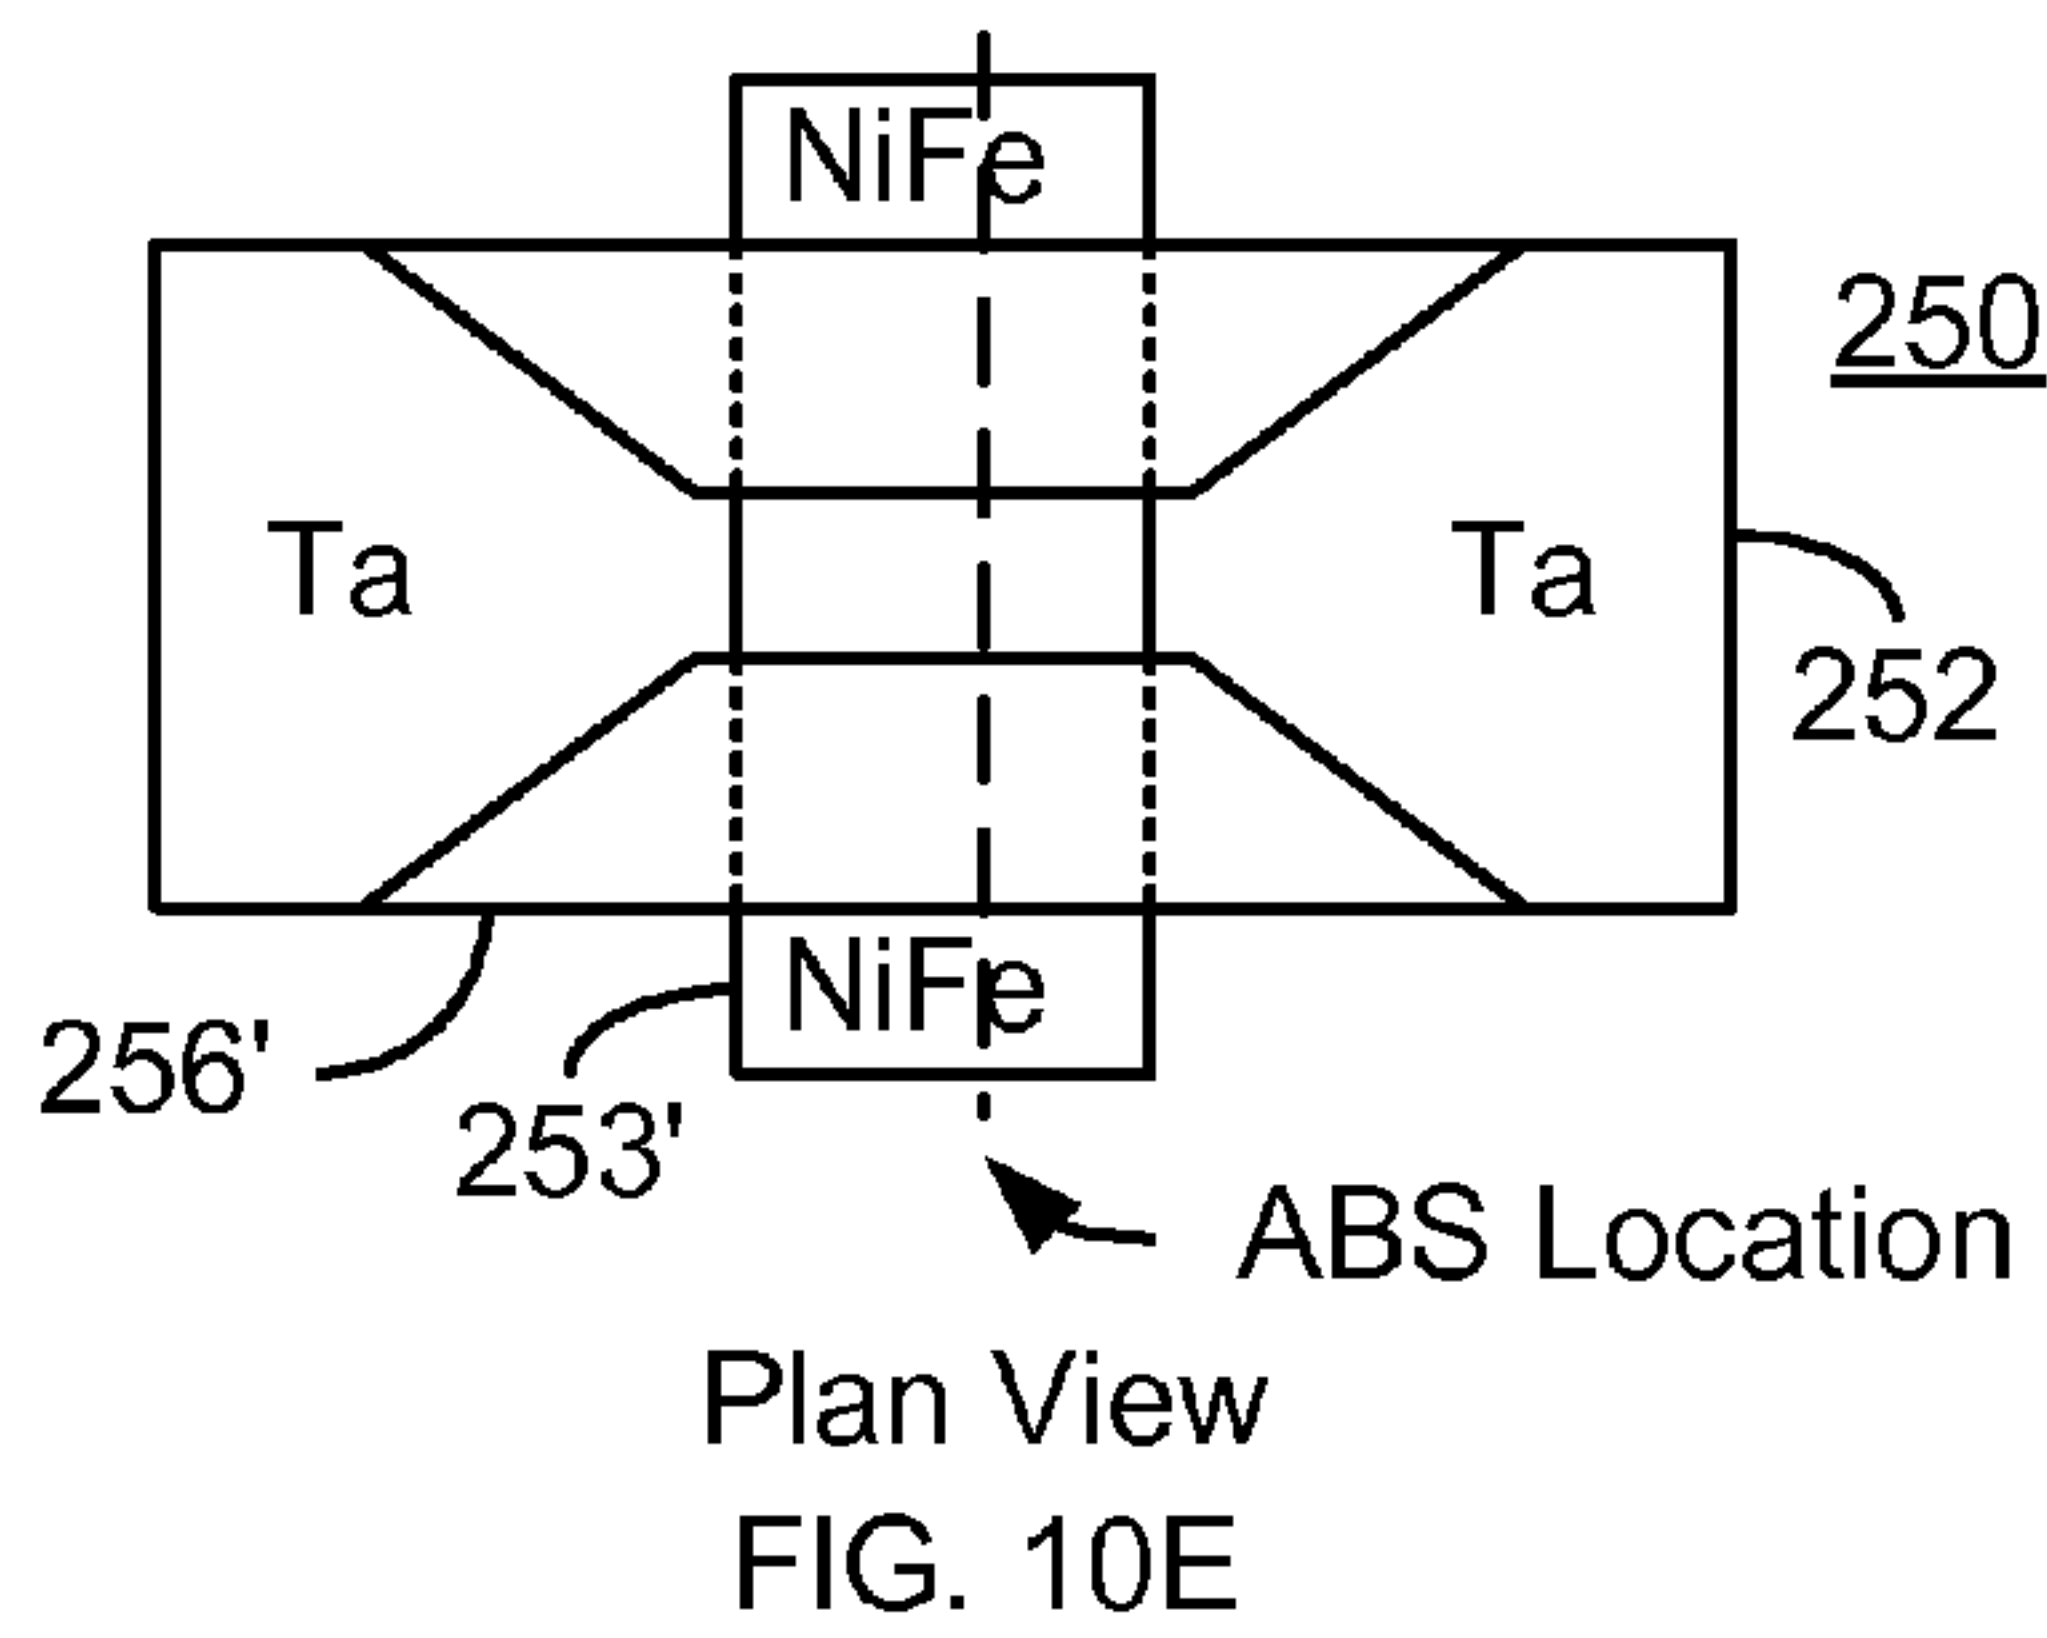 NiFe
250
Ta
Ta
252
NiFe
256'
253'
ABS Location
Plan View
FIG. 10E